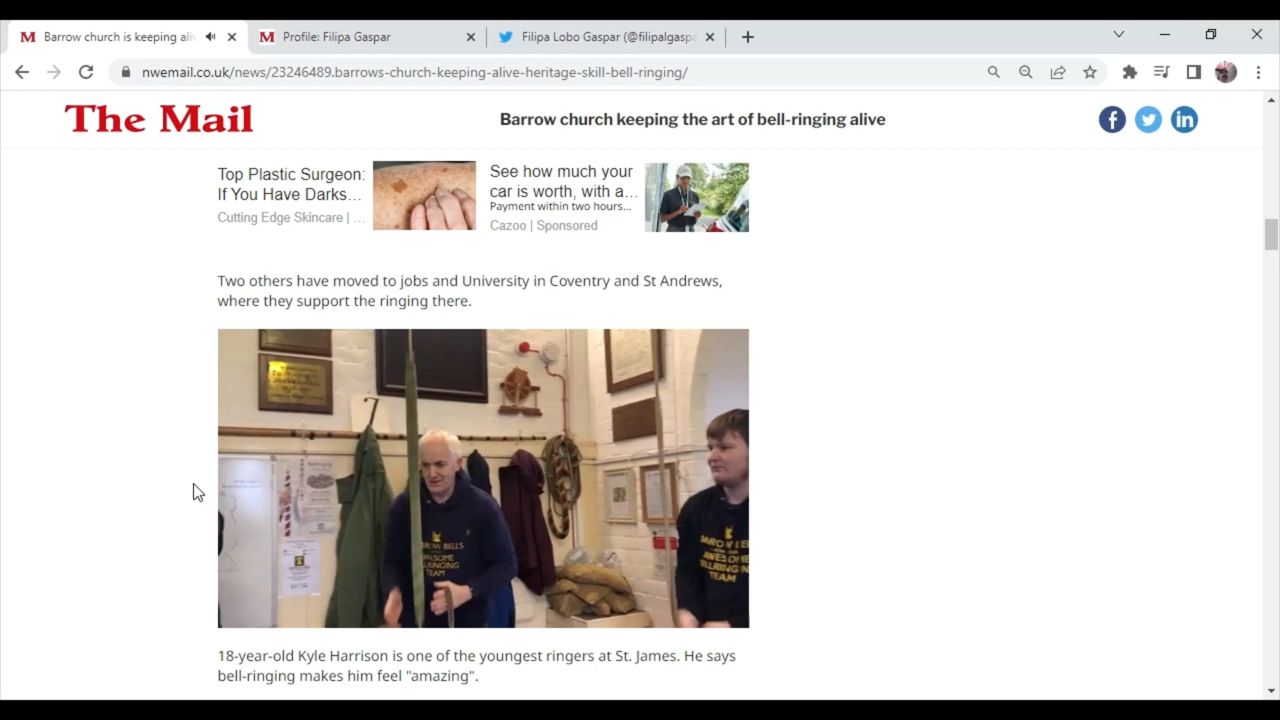 Barrow church is keeping ali
Profile: Filipa Gaspar
Filipa Lobo Gaspar (@filipalgaspa
nwemail.co.uk/news/23246489.barrows-church-keeping-alive-heritage-skill-bell-ringing/
The Mail
Barrow church keeping the art of bell-ringing alive
Top Plastic Surgeon:
If You Have Darks...
Cutting Edge Skincare | ...
See how much your
car is worth, with a...
Payment within two hours...
Cazoo | Sponsored
Two others have moved to jobs and University in Coventry and St Andrews,
where they support the ringing there.
BELLS
TEAM
TEAM
18-year-old Kyle Harrison is one of the youngest ringers at St. James. He says
bell-ringing makes him feel "amazing".